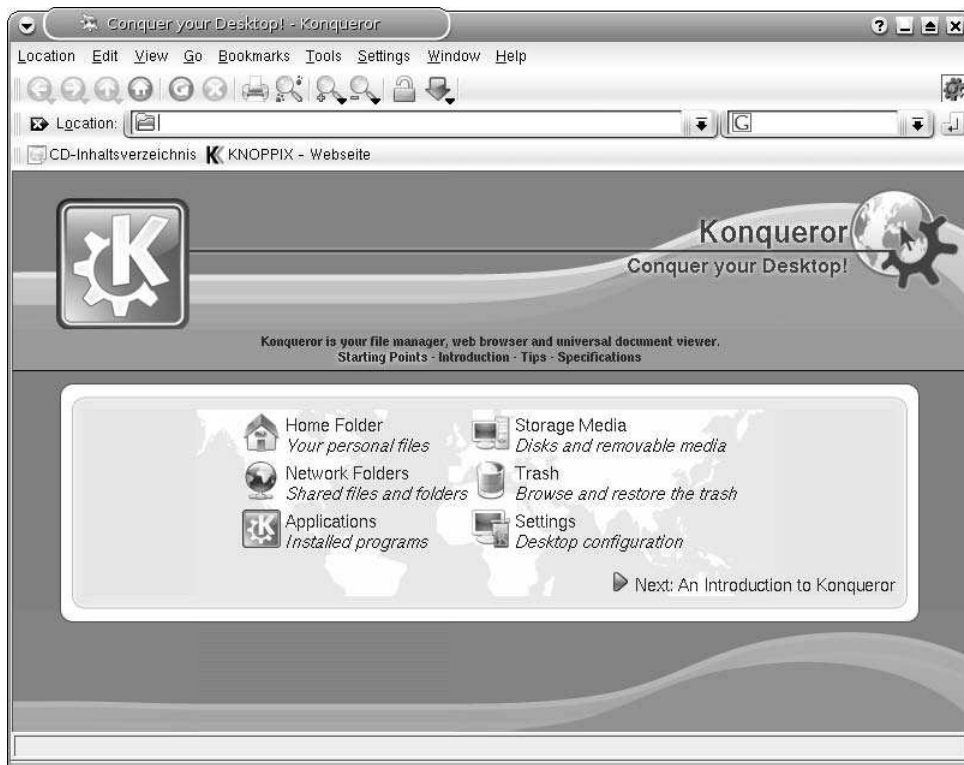 Conquer your Desktop! - Konqueror
Location Edit View Go Bookmarks Tools Settings Window Help
Location:
G
CD-Inhaltsverzeichnis KNOPPIX - Webseite
Konqueror
Conquer your Desktop!
Konqueror is your file manager, web browser and universal document viewer.
Starting Points - Introduction - Tips - Specifications
Home Folder
Your personal files
Storage Media
Disks and removable media
Network Folders
Shared files and folders
Trash
Browse and restore the trash
Applications
Installed programs
Settings
Desktop configuration
Next: An Introduction to Konqueror